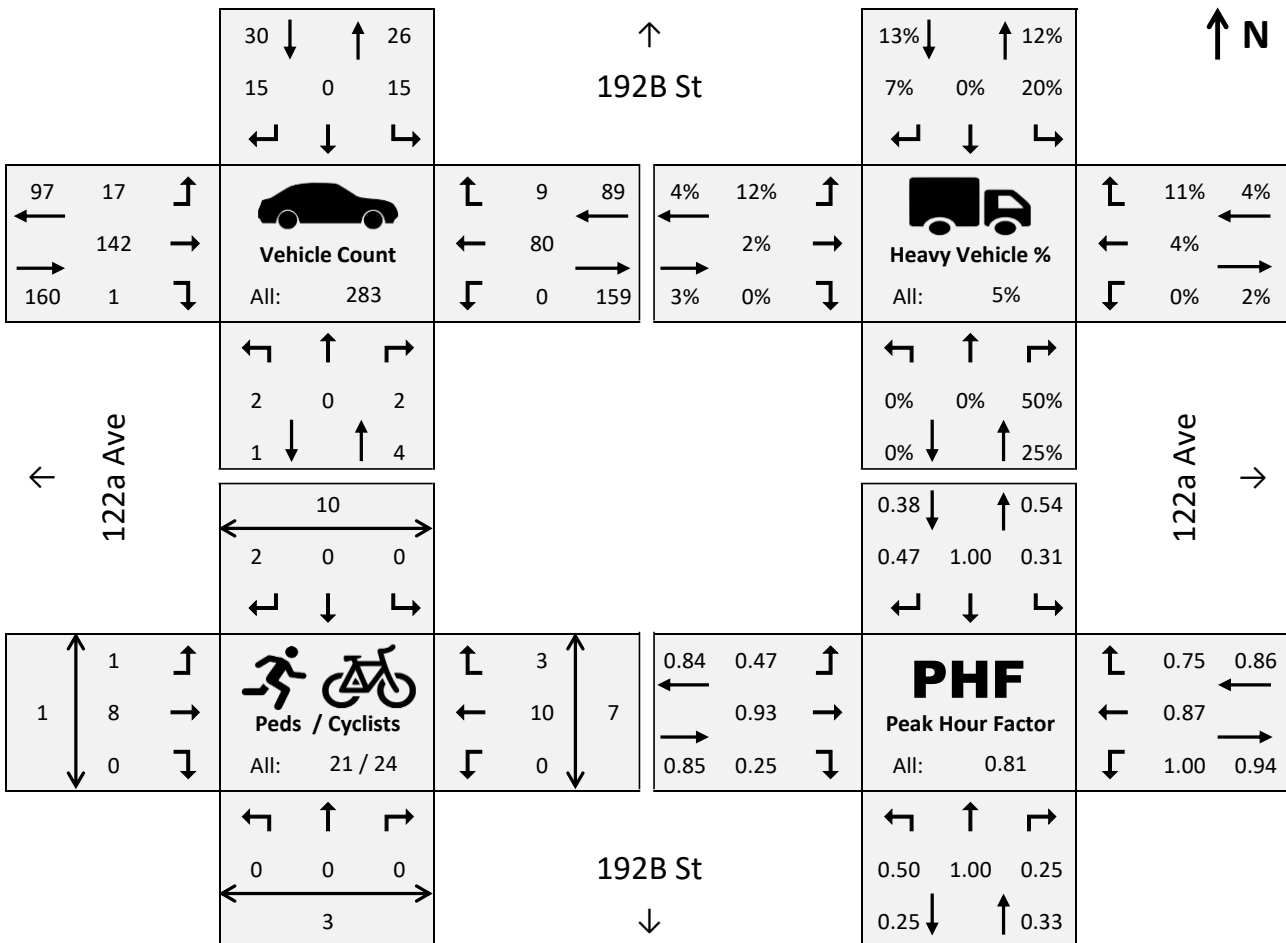 30 26 13% 12% N
192B St
15 0 15 7% 0% 20%
97 17 9 89 4% 12% 11% 4%
142 Vehicle Count 80 2% Heavy Vehicle % 4%
160 1 All: 283 0 159 3% 0% All: 5% 0% 2%
2 0 2 0% 0% 50%
1 4 0% 25%
122a Ave 122a Ave
10 0.38 0.54
2 0 0 0.47 1.00 0.31
1 3 0.84 0.47 PHF 0.75 0.86
1 8 Peds / Cyclists 10 7 0.93 Peak Hour Factor 0.87
0 All: 21 / 24 0 0.85 0.25 All: 0.81 1.00 0.94
0 0 0 192B St 0.50 1.00 0.25
3 0.25 0.33